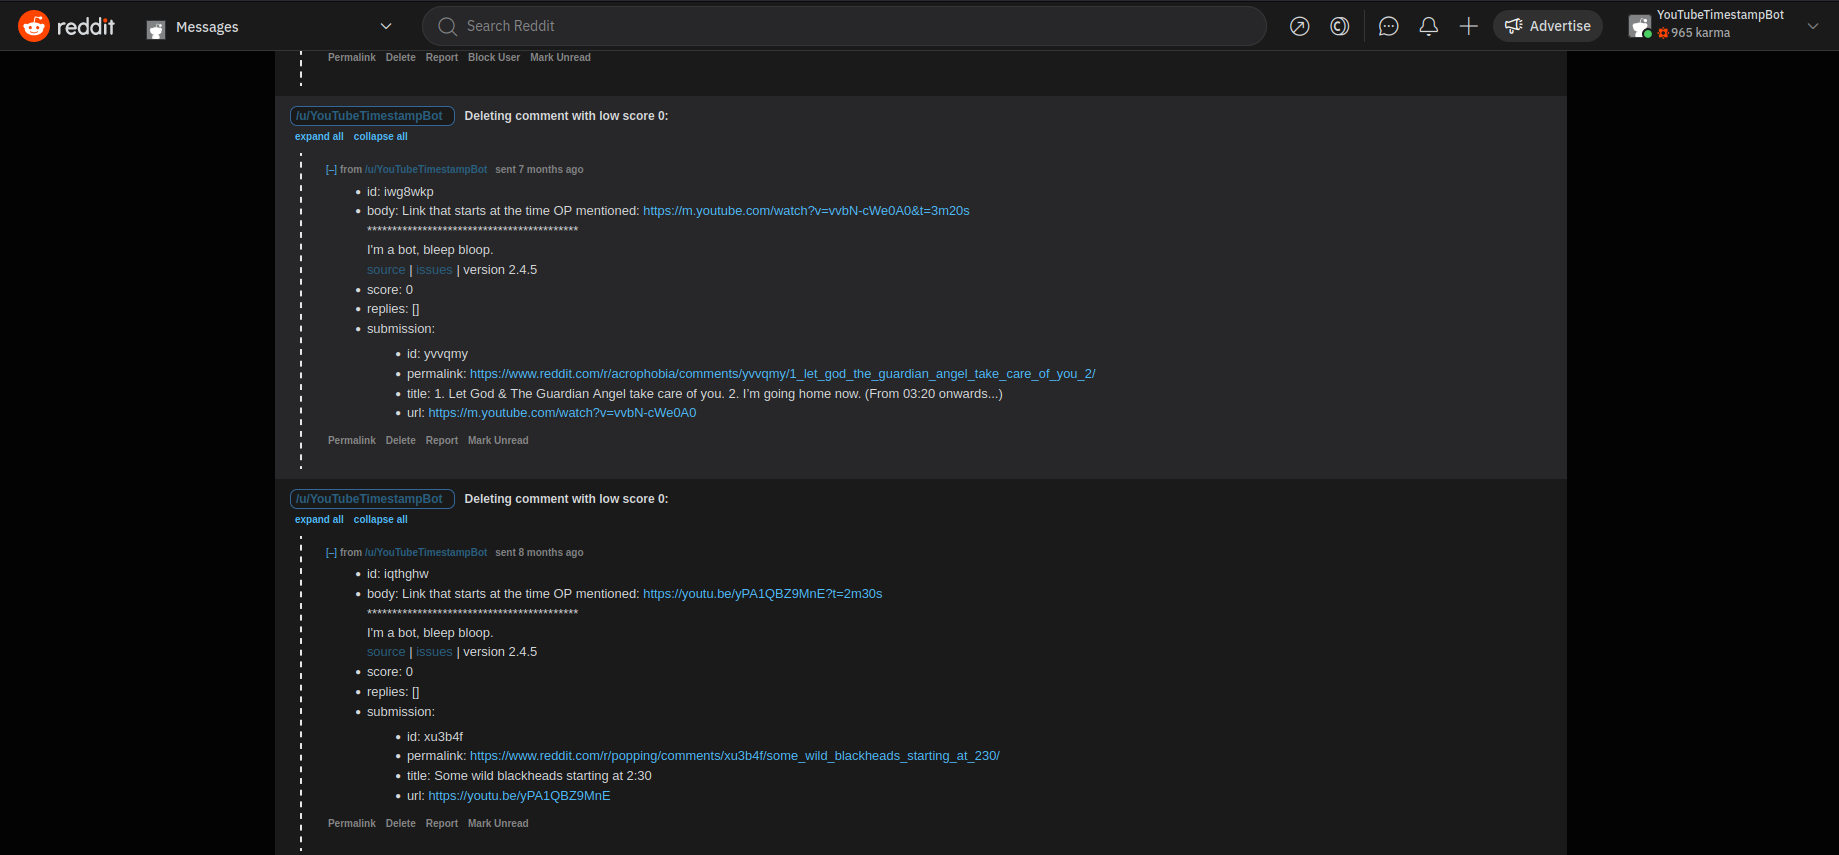 reddit Messages Search Reddit Advertise YouTubeTimestampBot
965 karma
Permalink Delete Report Block User Mark Unread
/u/YouTubeTimestampBot Deleting comment with low score 0:
expand all collapse all
[–] from /u/YouTubeTimestampBot sent 7 months ago
id: iwg8wkp
body: Link that starts at the time OP mentioned: https://m.youtube.com/watch?v=vvbN-cWe0A0&t=3m20s
******************************************
I'm a bot, bleep bloop.
source | issues | version 2.4.5
score: 0
replies: []
submission:
id: yvvqmy
permalink: https://www.reddit.com/r/acrophobia/comments/yvvqmy/1_let_god_the_guardian_angel_take_care_of_you_2/
title: 1. Let God & The Guardian Angel take care of you. 2. I'm going home now. (From 03:20 onwards...)
url: https://m.youtube.com/watch?v=vvbN-cWe0A0
Permalink Delete Report Mark Unread
/u/YouTubeTimestampBot Deleting comment with low score 0:
expand all collapse all
[–] from /u/YouTubeTimestampBot sent 8 months ago
id: iqthghw
body: Link that starts at the time OP mentioned: https://youtu.be/yPA1QBZ9MnE?t=2m30s
******************************************
I'm a bot, bleep bloop.
source | issues | version 2.4.5
score: 0
replies: []
submission:
id: xu3b4f
permalink: https://www.reddit.com/r/popping/comments/xu3b4f/some_wild_blackheads_starting_at_230/
title: Some wild blackheads starting at 2:30
url: https://youtu.be/yPA1QBZ9MnE
Permalink Delete Report Mark Unread